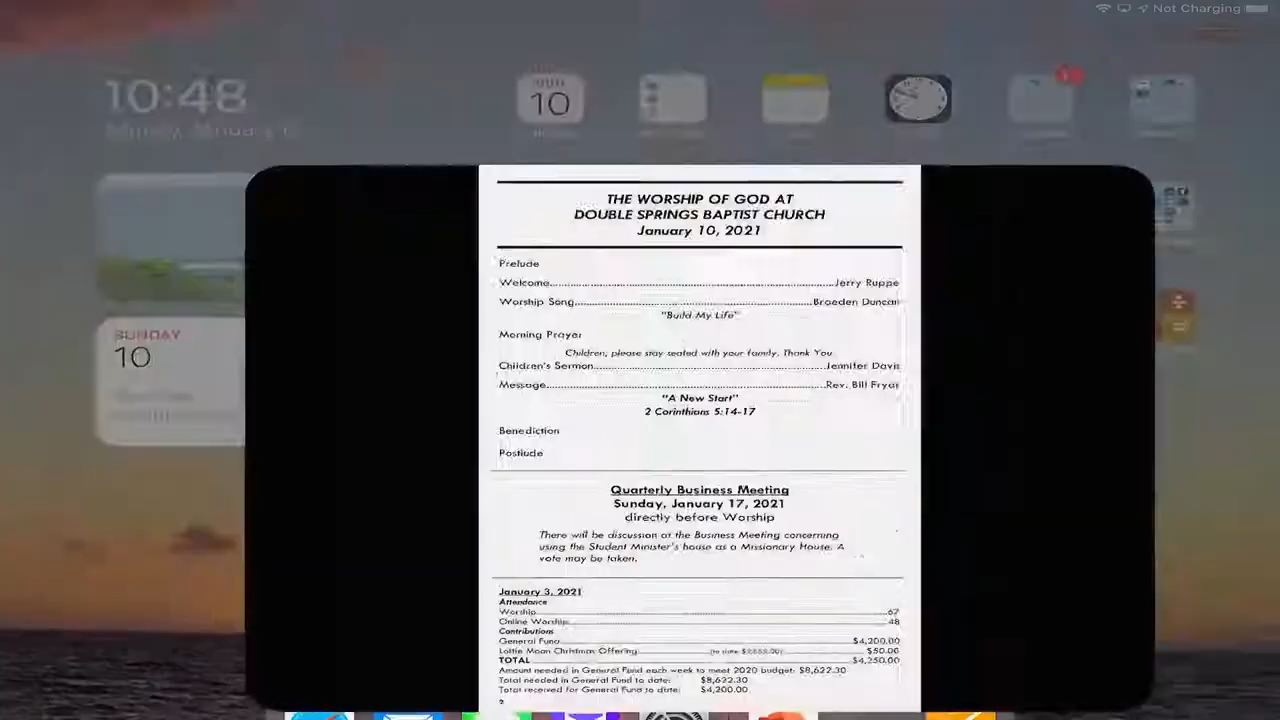 Not Charging
10:48
10
THE WORSHIP OF GOD AT
DOUBLE SPRINGS BAPTIST CHURCH
January 10, 2021
Prelude
Welcome Jerry Ruppe
Worship Song Braeden Duncan
"Build My Life"
Morning Prayer
Children, please stay seated with your family. Thank You
Children's Sermon Jennifer Davis
Message Rev. Bill Fryar
"A New Start"
2 Corinthians 5:14-17
Benediction
Postlude
SUNDAY
10
Quarterly Business Meeting
Sunday, January 17, 2021
directly before Worship
There will be discussion at the Business Meeting concerning
using the Student Minister's house as a Missionary House. A
vote may be taken.
January 3, 2021
Attendance
Worship 67
Online Worship 48
Contributions
General Fund $4,200.00
Lottie Moon Christmas Offering (to date $50.00
TOTAL $4,250.00
Amount needed in General Fund each week to meet 2020 budget: $8,622.30
Total needed in General Fund to date: $8,622.30
Total received for General Fund to date: $4,200.00
2